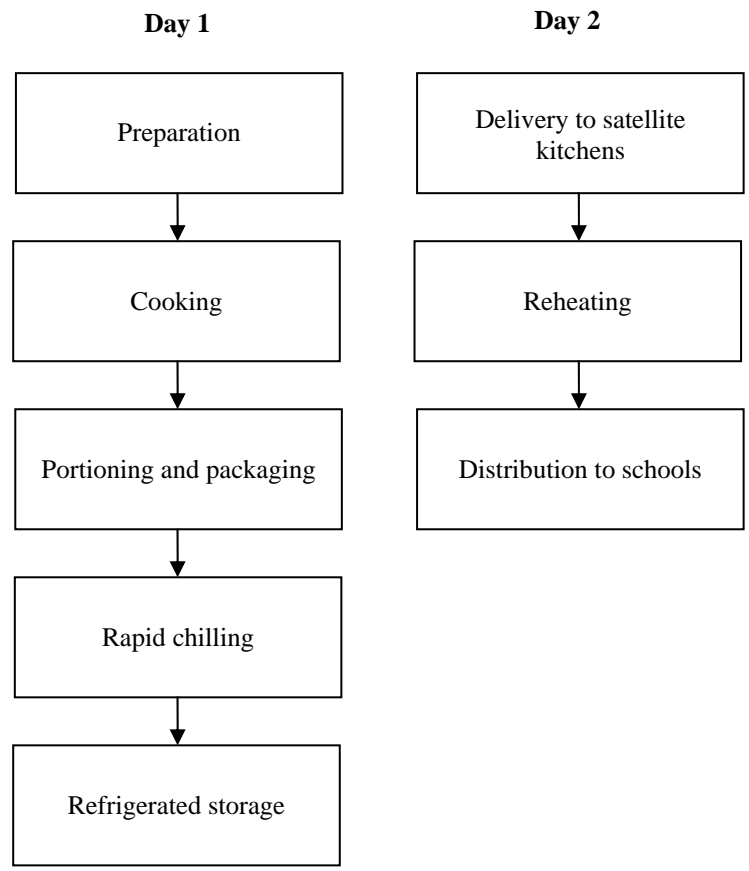 Day 1
Preparation
Cooking
Portioning and packaging
Rapid chilling
Refrigerated storage
Day 2
Delivery to satellite
kitchens
Reheating
Distribution to schools